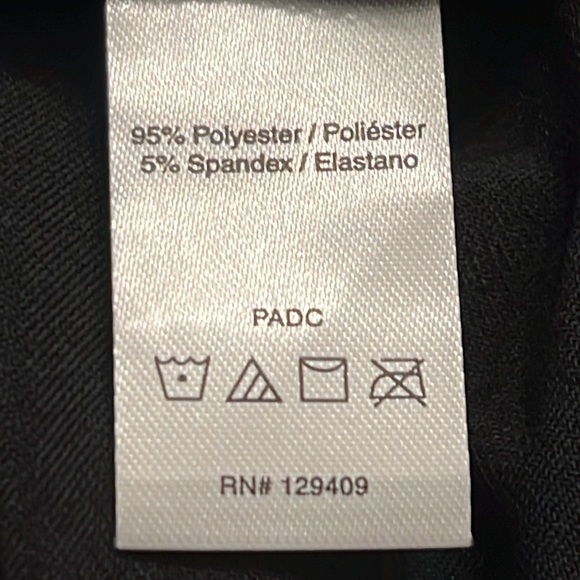 95% Polyester / Poliéster
5% Spandex / Elastano
PADC
RN# 129409